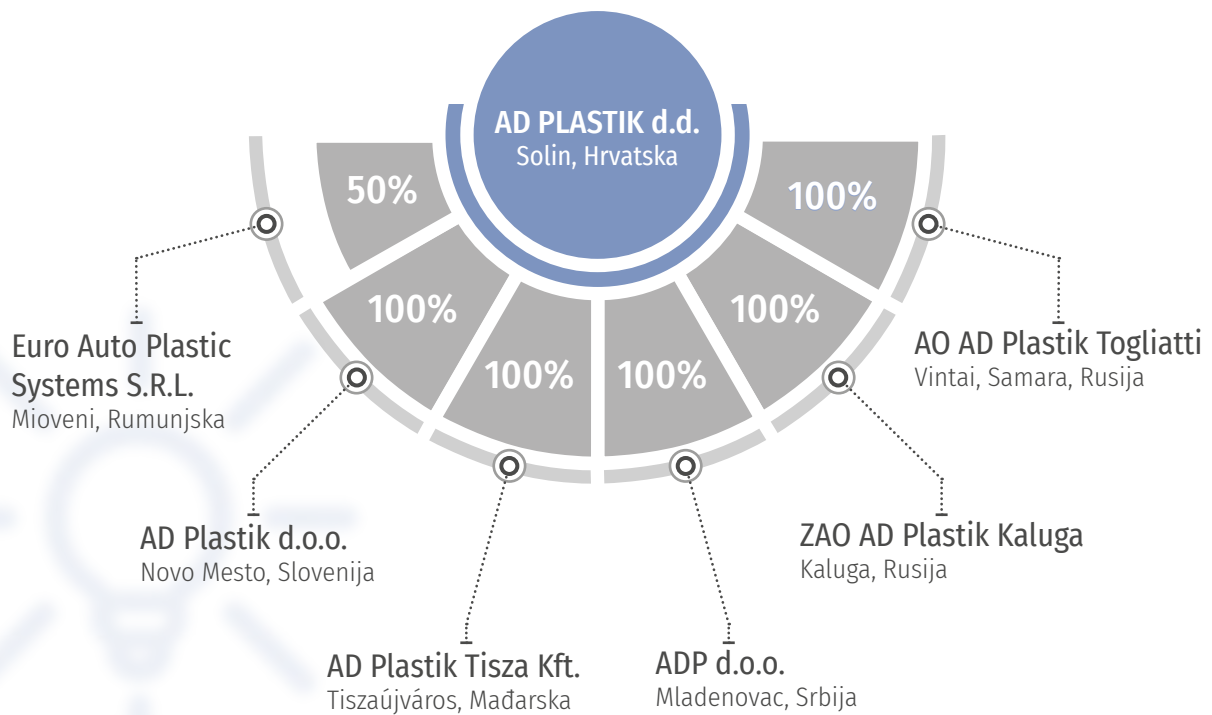 AD PLASTIK d.d.
Solin, Hrvatska
50%
100%
100%
100%
100%
100%
Euro Auto Plastic
Systems S.R.L.
Mioveni, Rumunjska
AD Plastik d.o.o.
Novo Mesto, Slovenija
AD Plastik Tisza Kft.
Tiszaújváros, Mađarska
ADP d.o.o.
Mladenovac, Srbija
ZAO AD Plastik Kaluga
Kaluga, Rusija
AO AD Plastik Togliatti
Vintai, Samara, Rusija